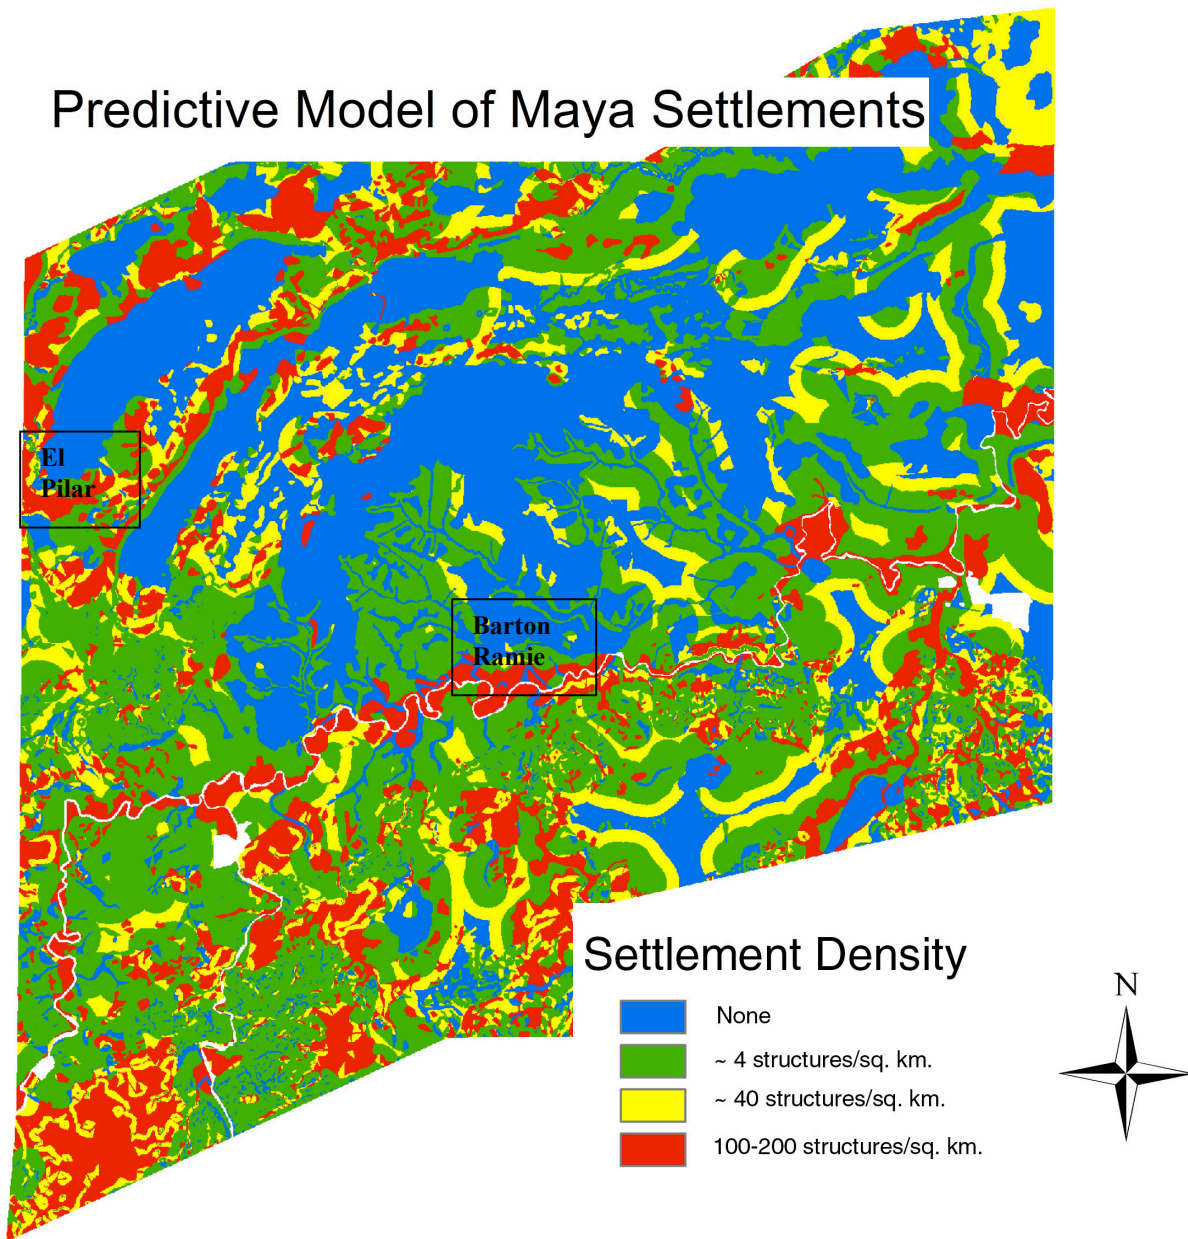 Predictive Model of Maya Settlements
El
Pilar
Barton
Ramie
Settlement Density
None
~ 4 structures/sq. km.
~ 40 structures/sq. km.
100-200 structures/sq. km.
N